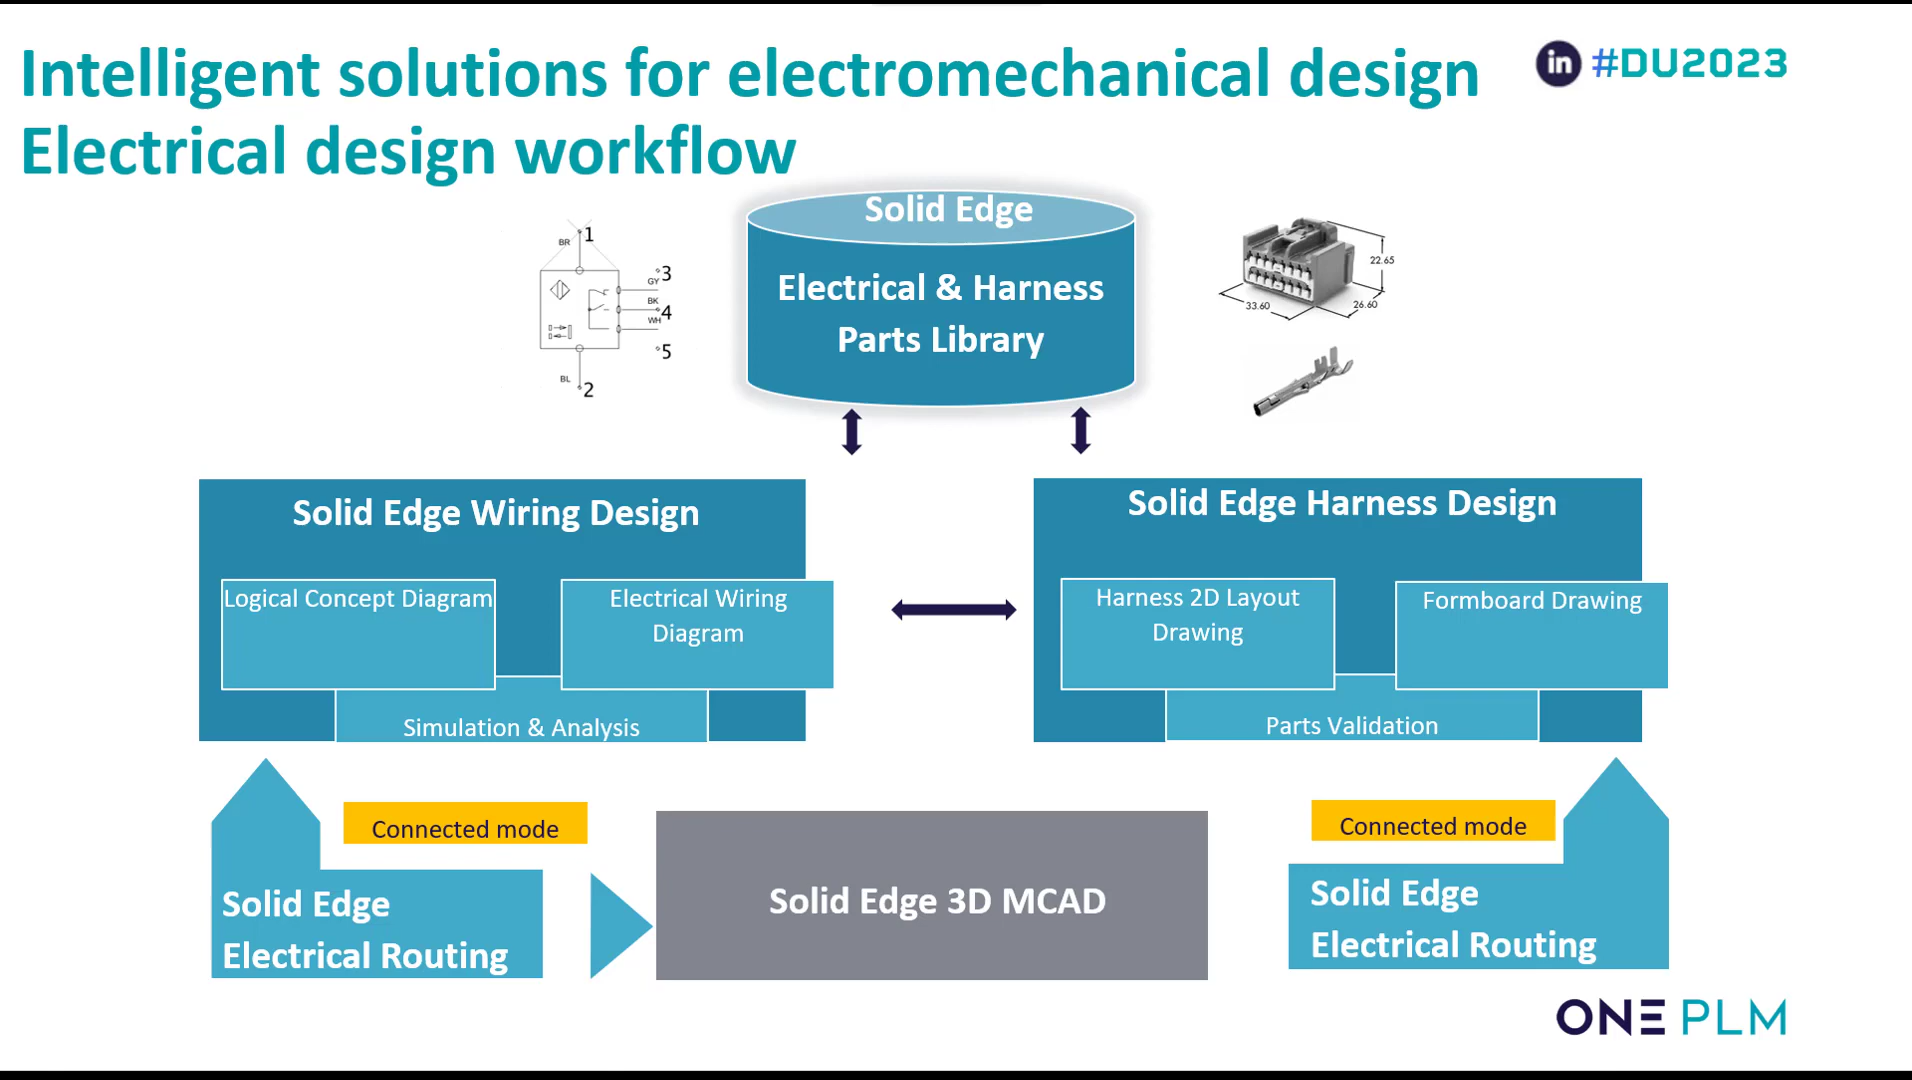 Intelligent solutions for electromechanical design
Electrical design workflow
in #DU2023
Solid Edge
Electrical & Harness
Parts Library
1
BR
3
GY
BK
4
WH
5
BL
2
22.65
33.60
26.60
Solid Edge Wiring Design
Logical Concept Diagram
Electrical Wiring
Diagram
Simulation & Analysis
Solid Edge Harness Design
Harness 2D Layout
Drawing
Formboard Drawing
Parts Validation
Connected mode
Solid Edge
Electrical Routing
Solid Edge 3D MCAD
Connected mode
Solid Edge
Electrical Routing
ONE PLM